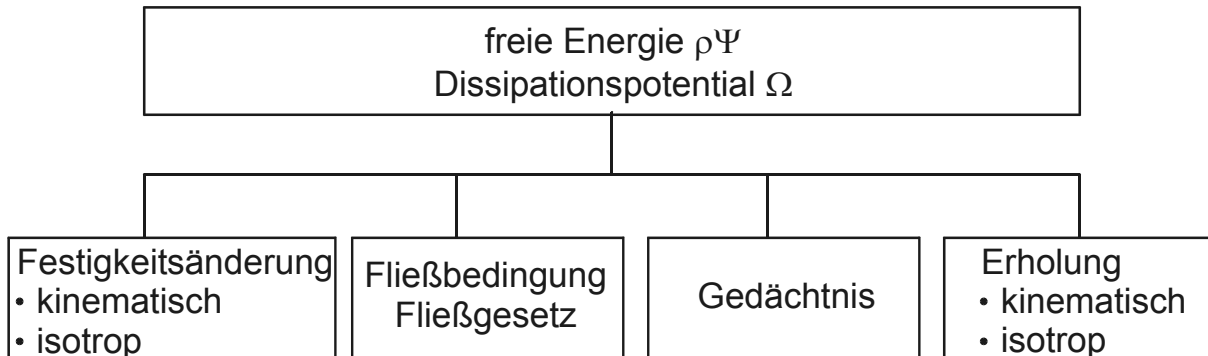 freie Energie ρΨ
Dissipationspotential Ω
Festigkeitsänderung
• kinematisch
• isotrop
Fließbedingung
Fließgesetz
Gedächtnis
Erholung
• kinematisch
• isotrop